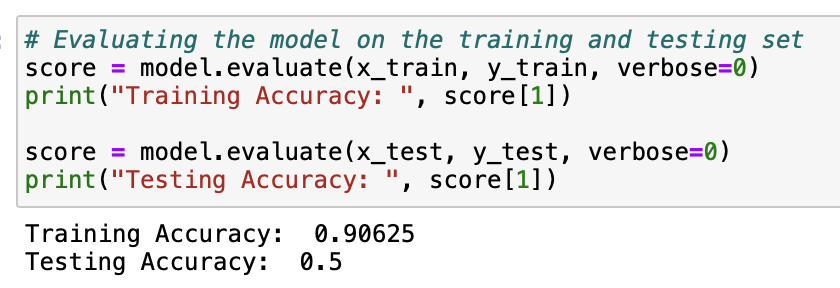 # Evaluating the model on the training and testing set
score = model.evaluate(x_train, y_train, verbose=0)
print("Training Accuracy: ", score[1])
score = model.evaluate(x_test, y_test, verbose=0)
print("Testing Accuracy: ", score[1])
Training Accuracy:  0.90625
Testing Accuracy:  0.5